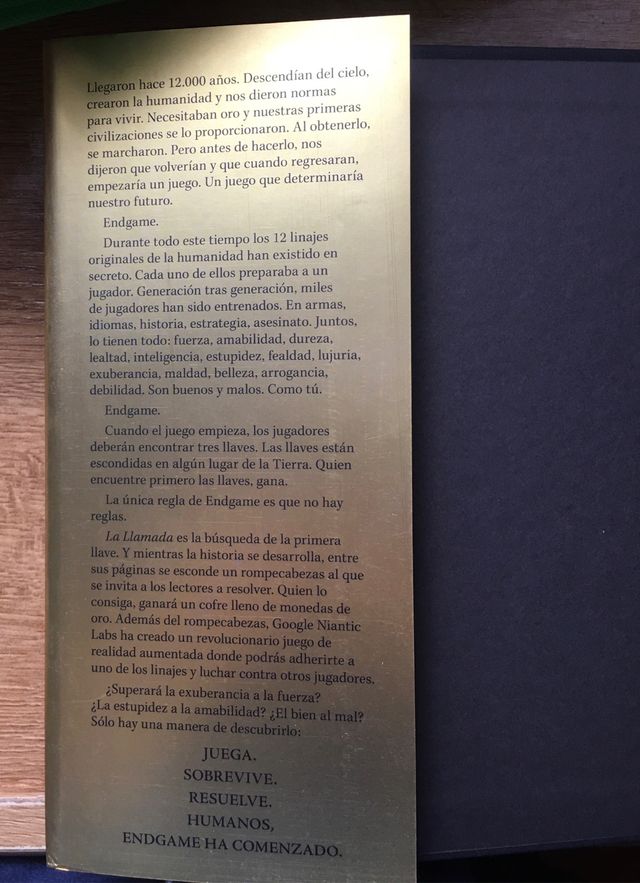 Llegaron hace 12.000 años. Descendían del cielo,
crearon la humanidad y nos dieron normas
para vivir. Necesitaban oro y nuestras primeras
civilizaciones se lo proporcionaron. Al obtenerlo,
se marcharon. Pero antes de hacerlo, nos
dijeron que volverían y que cuando regresaran,
empezaría un juego. Un juego que determinaría
nuestro futuro.
Endgame.
Durante todo este tiempo los 12 linajes
originales de la humanidad han existido en
secreto. Cada uno de ellos preparaba a un
jugador. Generación tras generación, miles
de jugadores han sido entrenados. En armas,
idiomas, historia, estrategia, asesinato. Juntos,
lo tienen todo: fuerza, amabilidad, dureza,
lealtad, inteligencia, estupidez, fealdad, lujuria,
exuberancia, maldad, belleza, arrogancia,
debilidad. Son buenos y malos. Como tú.
Endgame.
Cuando el juego empieza, los jugadores
deberán encontrar tres llaves. Las llaves están
escondidas en algún lugar de la Tierra. Quien
encuentre primero las llaves, gana.
La única regla de Endgame es que no hay
reglas.
La Llamada es la búsqueda de la primera
llave. Y mientras la historia se desarrolla, entre
sus páginas se esconde un rompecabezas al que
se invita a los lectores a resolver. Quien lo
consiga, ganará un cofre lleno de monedas de
oro. Además del rompecabezas, Google Niantic
Labs ha creado un revolucionario juego de
realidad aumentada donde podrás adherirte a
uno de los linajes y luchar contra otros jugadores.
¿Superará la exuberancia a la fuerza?
¿La estupidez a la amabilidad? ¿El bien al mal?
Sólo hay una manera de descubrirlo:
JUEGA.
SOBREVIVE.
RESUELVE.
HUMANOS,
ENDGAME HA COMENZADO.